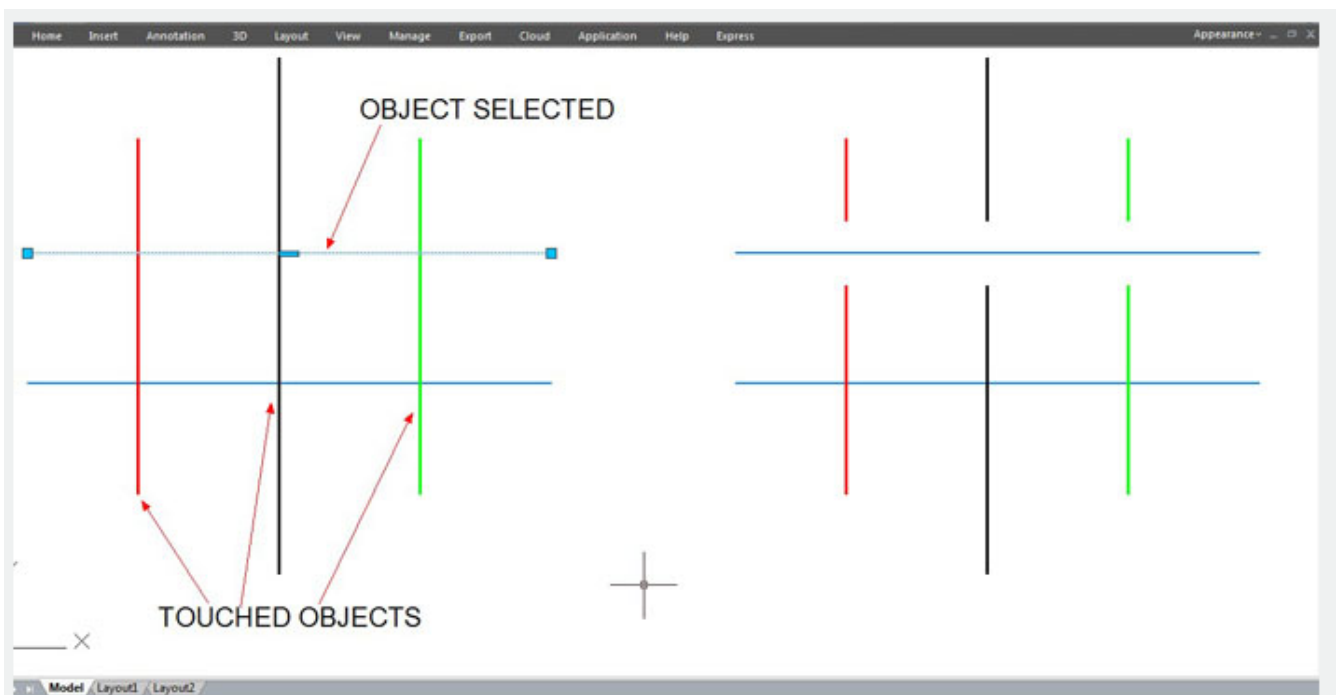 Home Insert Annotation 3D Layout View Manage Export Cloud Application Help Express Appearance
OBJECT SELECTED
TOUCHED OBJECTS
Model Layout1 Layout2